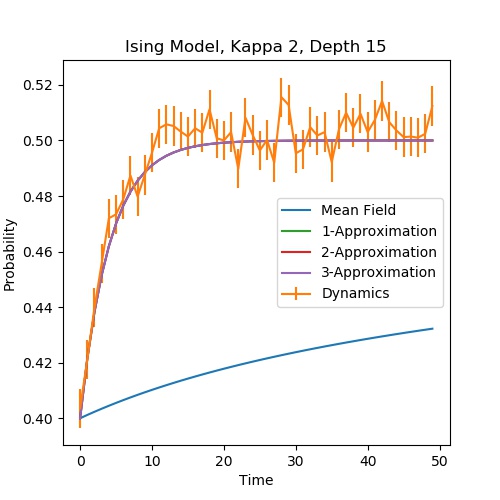 Ising Model, Kappa 2, Depth 15
0.52
0.50
0.48
0.46
0.44
0.42
0.40
Probability
Mean Field
1-Approximation
2-Approximation
3-Approximation
Dynamics
0 10 20 30 40 50
Time